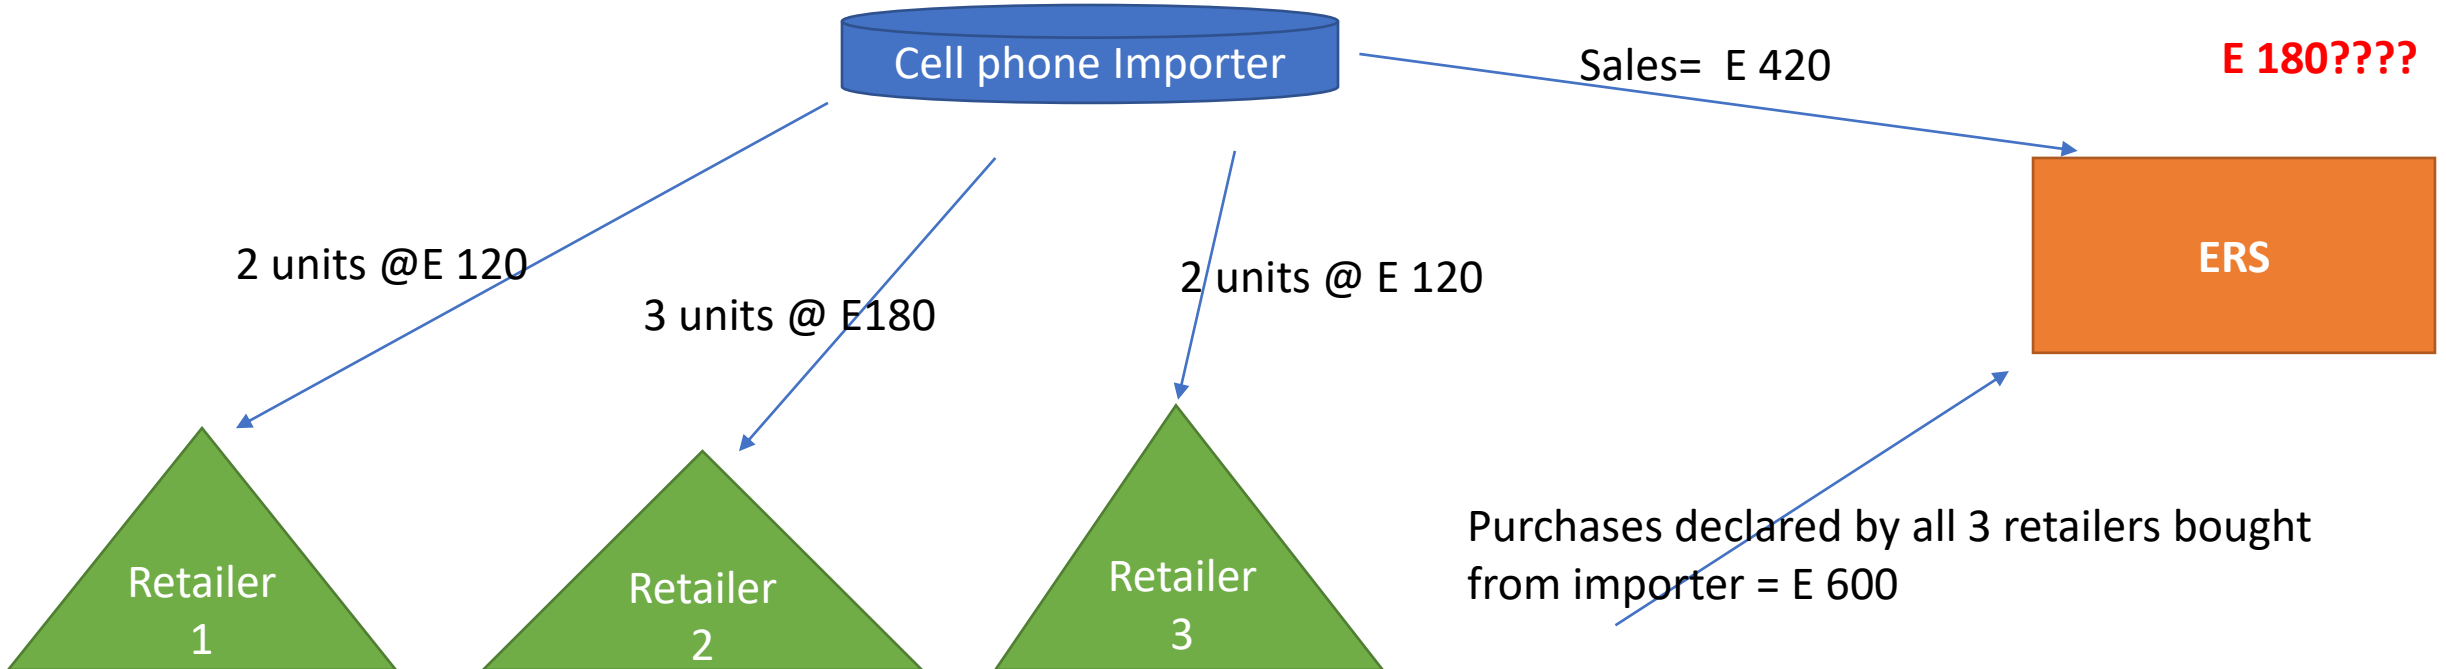 Cell phone Importer
Sales=  E 420
E 180????
2 units @E 120
3 units @ E180
2 units @ E 120
ERS
Purchases declared by all 3 retailers bought
from importer = E 600
Retailer
1
Retailer
2
Retailer
3